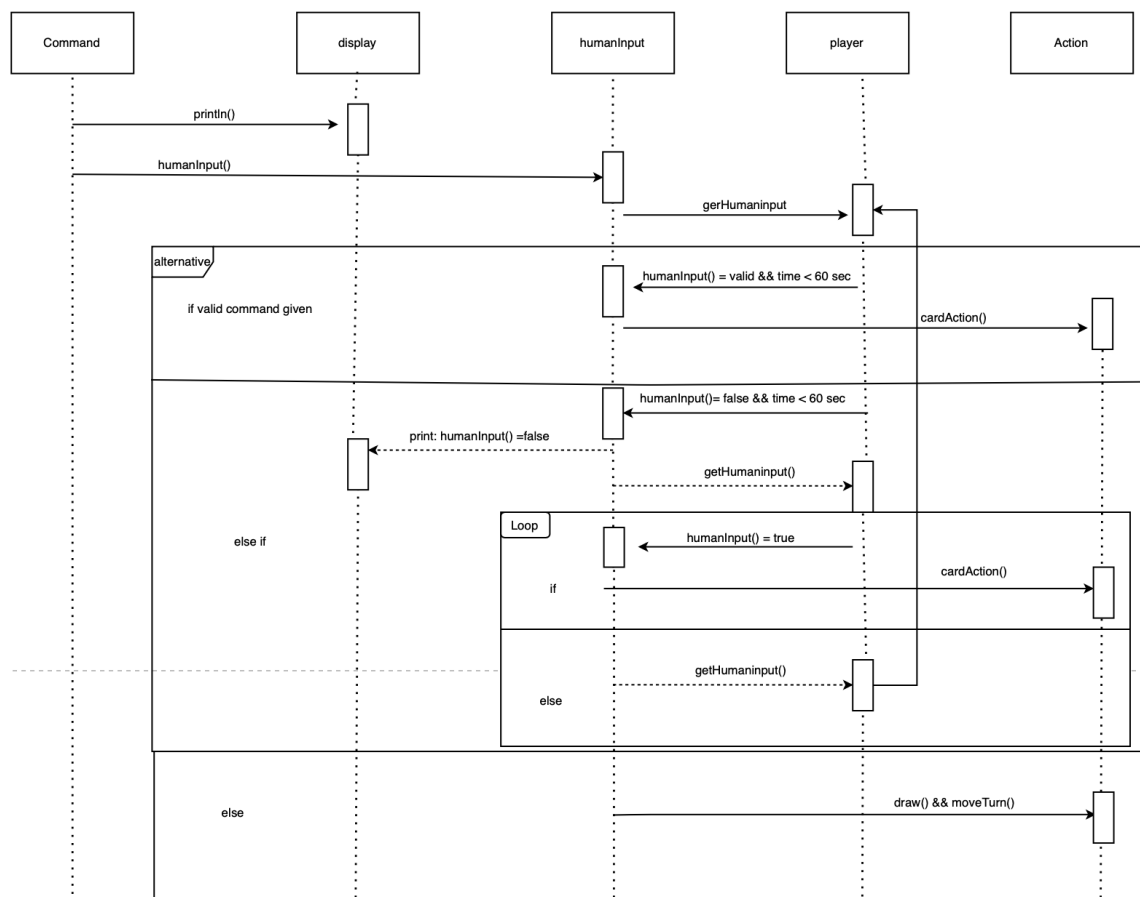 Command
display
humanInput
player
Action
println()
humanInput()
gerHumaninput
alternative
humanInput() = valid && time < 60 sec
if valid command given
cardAction()
humanInput()= false && time < 60 sec
print: humanInput() =false
getHumaninput()
Loop
humanInput() = true
else if
cardAction()
if
getHumaninput()
else
draw() && moveTurn()
else